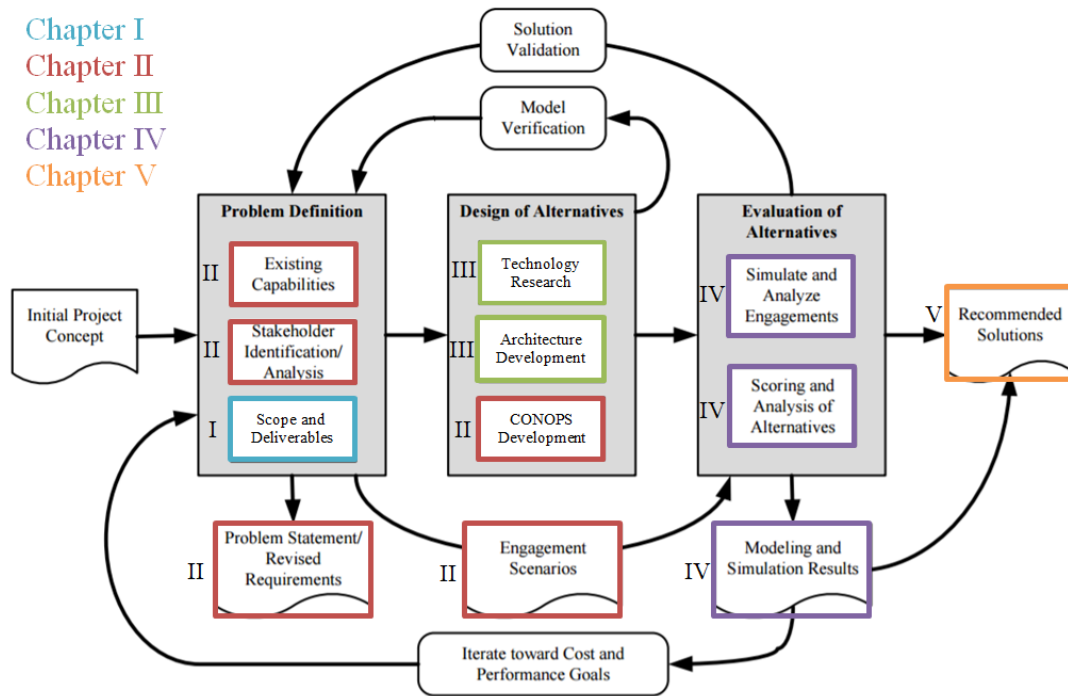 Chapter I
Chapter II
Chapter III
Chapter IV
Chapter V
Solution
Validation
Model
Verification
Problem Definition
II
Existing
Capabilities
II
Stakeholder
Identification/
Analysis
I
Scope and
Deliverables
Design of Alternatives
III
Technology
Research
III
Architecture
Development
II
CONOPS
Development
Evaluation of
Alternatives
IV
Simulate and
Analyze
Engagements
IV
Scoring and
Analysis of
Alternatives
Initial Project
Concept
V
Recommended
Solutions
II
Problem Statement/
Revised
Requirements
II
Engagement
Scenarios
IV
Modeling and
Simulation Results
Iterate toward Cost and
Performance Goals